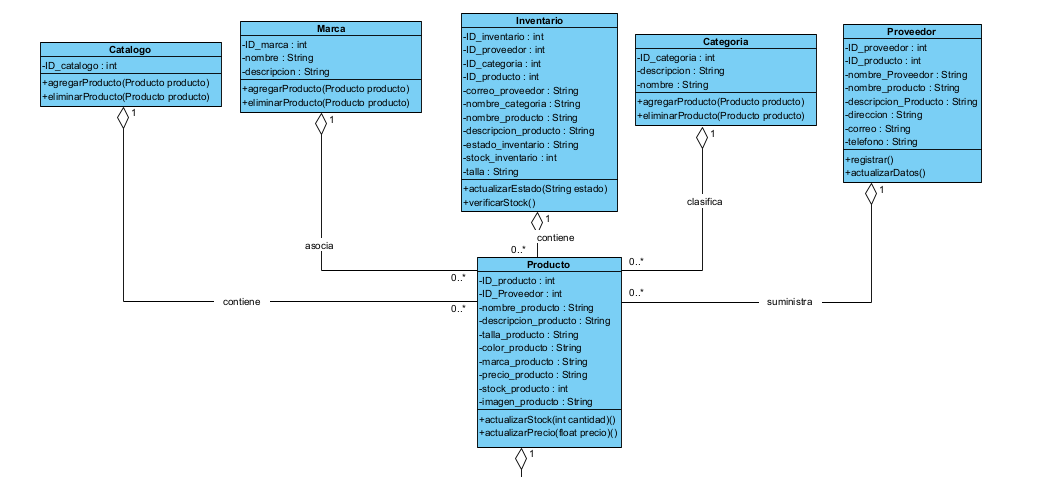 Catalogo
-ID_catalogo : int
+agregarProducto(Producto producto)
+eliminarProducto(Producto producto)
1
Marca
-ID_marca : int
-nombre : String
-descripcion : String
+agregarProducto(Producto producto)
+eliminarProducto(Producto producto)
1
Inventario
-ID_inventario : int
-ID_proveedor : int
-ID_categoria : int
-ID_producto : int
-correo_proveedor : String
-nombre_categoria : String
-nombre_producto : String
-descripcion_producto : String
-estado_inventario : String
-stock_inventario : int
-talla : String
+actualizarEstado(String estado)
+verificarStock()
1
Categoria
-ID_categoria : int
-descripcion : String
-nombre : String
+agregarProducto(Producto producto)
+eliminarProducto(Producto producto)
1
Proveedor
-ID_proveedor : int
-ID_producto : int
-nombre_Proveedor : String
-nombre_producto : String
-descripcion_Producto : String
-direccion : String
-correo : String
-telefono : String
+registrar()
+actualizarDatos()
1
clasifica
contiene
asocia
0..*
0..*
0..*
contiene
0..*
0..*
suministra
Producto
-ID_producto : int
-ID_Proveedor : int
-nombre_producto : String
-descripcion_producto : String
-talla_producto : String
-color_producto : String
-marca_producto : String
-precio_producto : String
-stock_producto : int
-imagen_producto : String
+actualizarStock(int cantidad)()
+actualizarPrecio(float precio)()
1